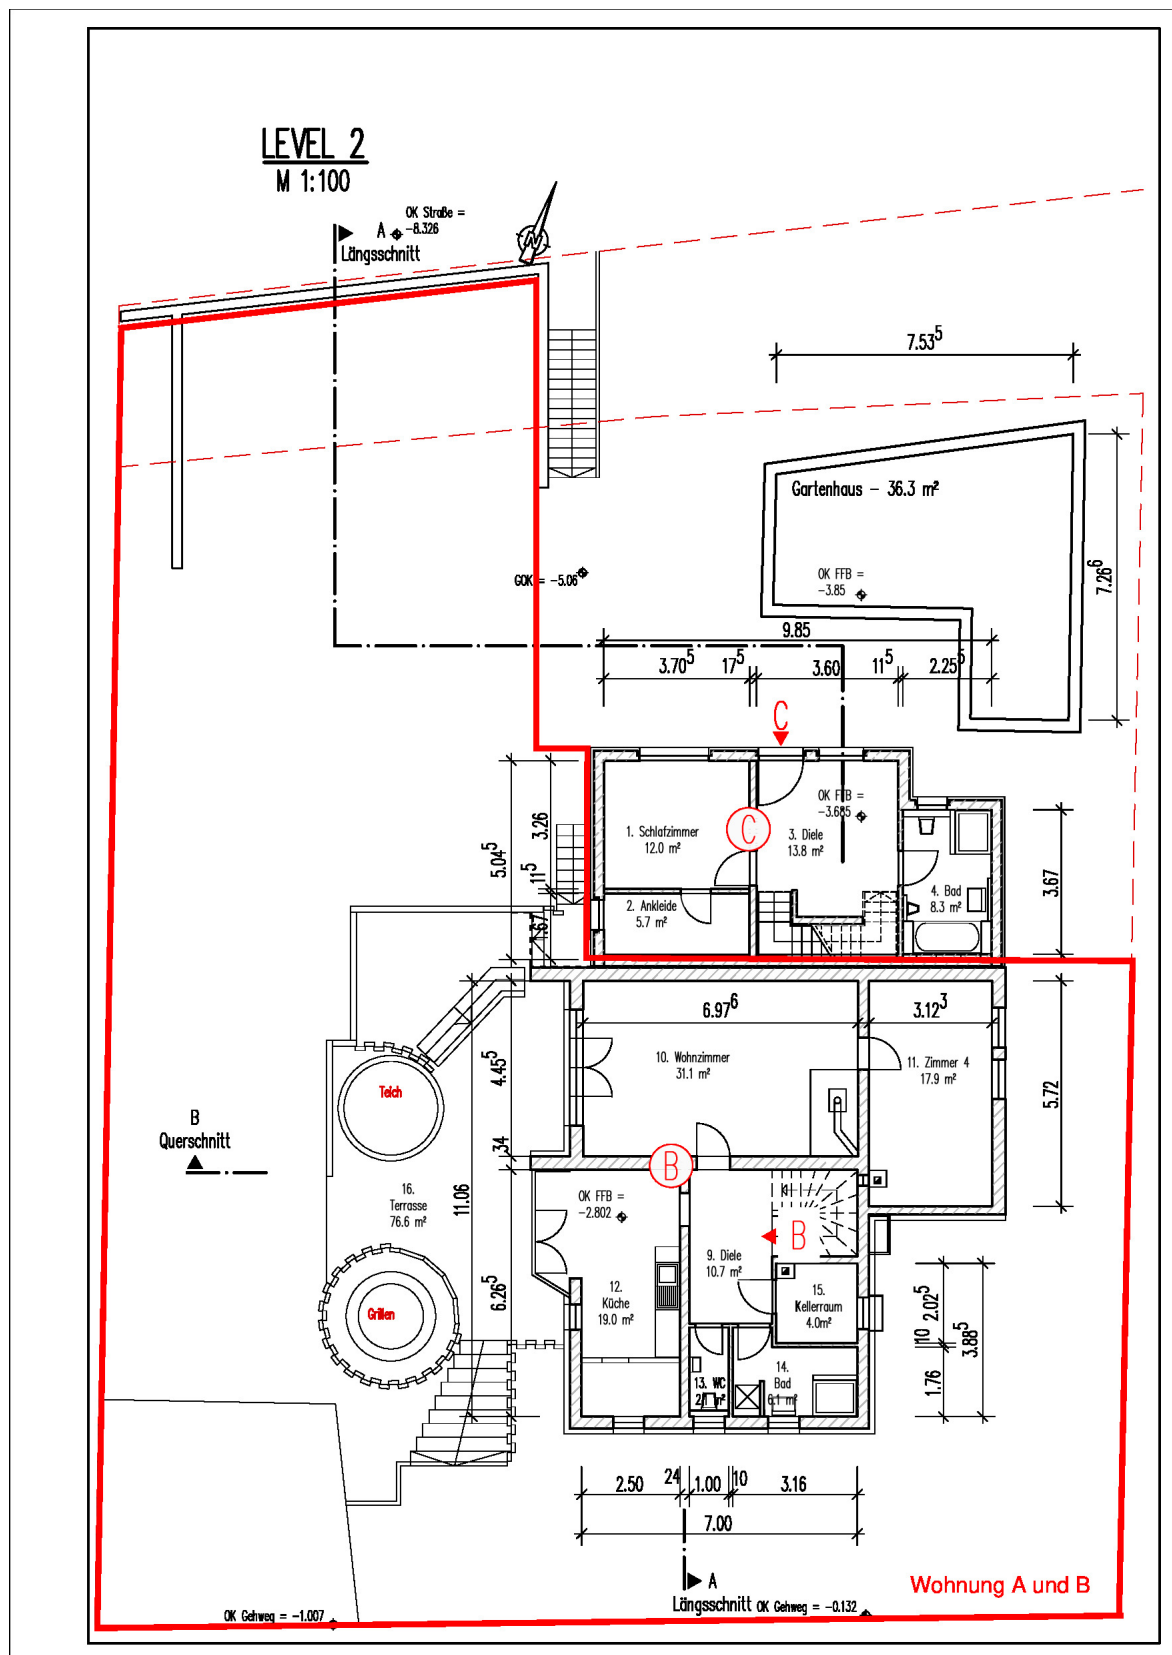 LEVEL 2
M 1:100
OK Straße =
-8.326
A
Längsschnitt
N
7.53⁵
Gartenhaus - 36.3 m²
OK FFB =
-3.85
7.26⁶
GOK = -5.06
9.85
3.70⁵
17⁵
3.60
11⁵
2.25⁵
C
OK FFB =
-3.685
C
1. Schlafzimmer
12.0 m²
3. Diele
13.8 m²
2. Ankleide
5.7 m²
4. Bad
8.3 m²
3.26
5.04⁵
11⁵
1.67
3.67
6.97⁶
3.12³
10. Wohnzimmer
31.1 m²
11. Zimmer 4
17.9 m²
4.45⁵
5.72
Teich
B
Querschnitt
34
B
16.
Terrasse
76.6 m²
11.06
OK FFB =
-2.802
B
9. Diele
10.7 m²
6.26⁵
12.
Küche
19.0 m²
15.
Kellerraum
4.0m²
Grillen
2.02⁵
10
3.88⁵
1.76
13. WC
2.1 m²
14.
Bad
6.1 m²
2.50
24
1.00
10
3.16
7.00
A
Längsschnitt
Wohnung A und B
OK Gehweg = -1.007
OK Gehweg = -0.132